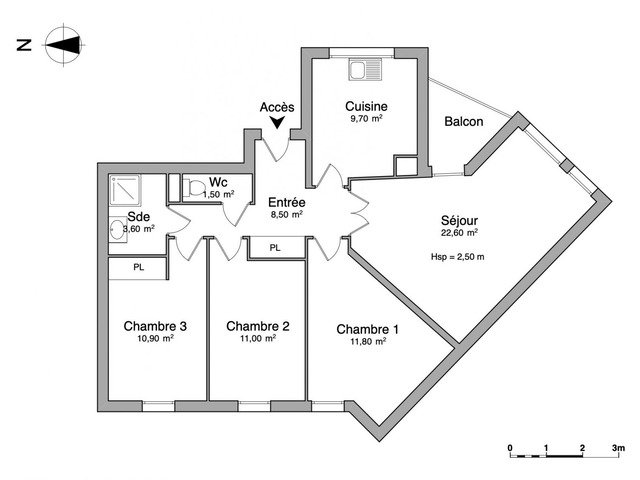 N
Accès
Cuisine
9,70 m²
Balcon
Wc
1,50 m²
Entrée
8,50 m²
Sde
3,60 m²
Séjour
22,60 m²
Hsp = 2,50 m
PL
PL
Chambre 3
10,90 m²
Chambre 2
11,00 m²
Chambre 1
11,80 m²
0 1 2 3m